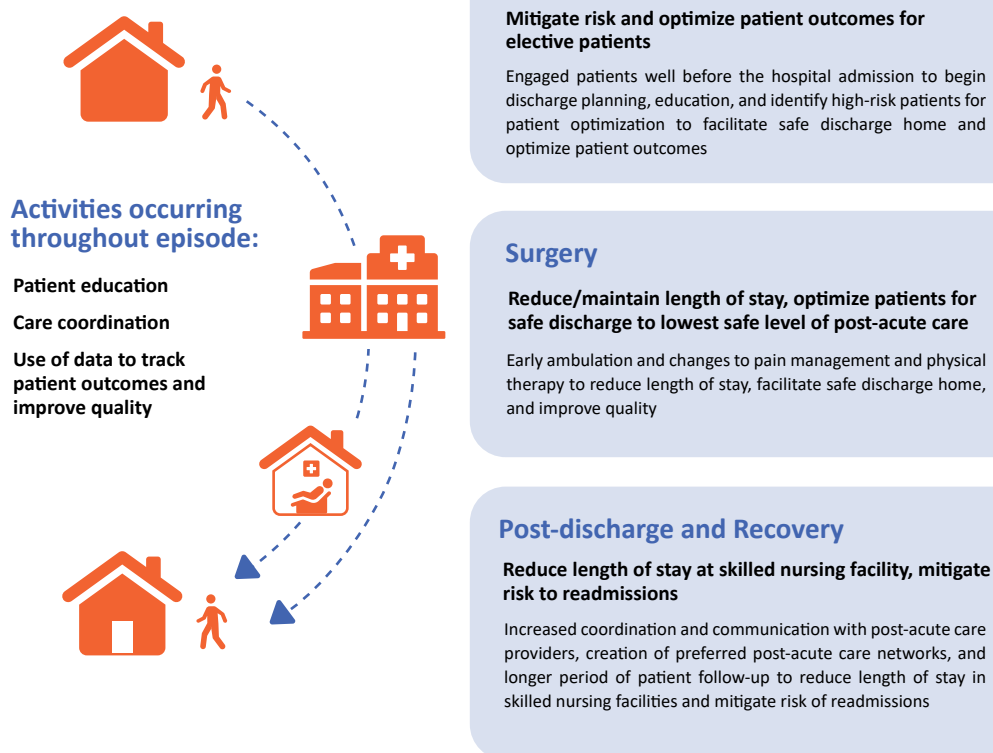 Mitigate risk and optimize patient outcomes for
elective patients
Engaged patients well before the hospital admission to begin
discharge planning, education, and identify high-risk patients for
patient optimization to facilitate safe discharge home and
optimize patient outcomes
Activities occurring
throughout episode:
Patient education
Care coordination
Use of data to track
patient outcomes and
improve quality
Surgery
Reduce/maintain length of stay, optimize patients for
safe discharge to lowest safe level of post-acute care
Early ambulation and changes to pain management and physical
therapy to reduce length of stay, facilitate safe discharge home,
and improve quality
Post-discharge and Recovery
Reduce length of stay at skilled nursing facility, mitigate
risk to readmissions
Increased coordination and communication with post-acute care
providers, creation of preferred post-acute care networks, and
longer period of patient follow-up to reduce length of stay in
skilled nursing facilities and mitigate risk of readmissions